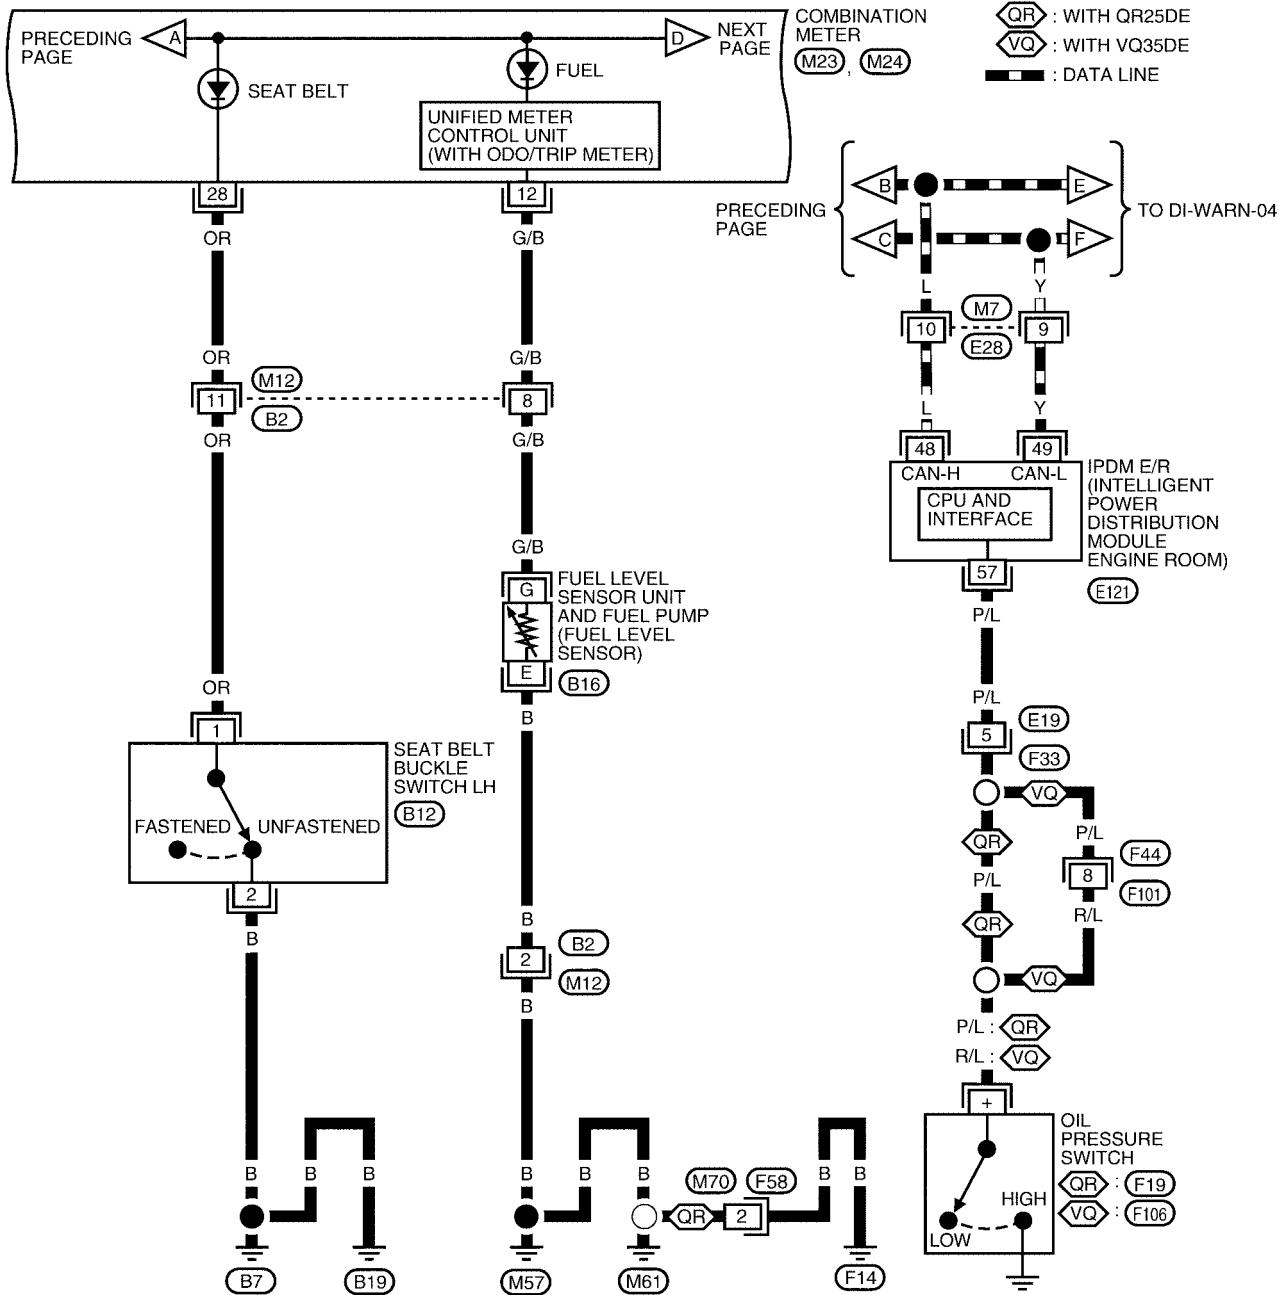 PRECEDING
PAGE
A
D
NEXT
PAGE
SEAT BELT
FUEL
UNIFIED METER
CONTROL UNIT
(WITH ODO/TRIP METER)
COMBINATION
METER
M23 , M24
QR : WITH QR25DE
VQ : WITH VQ35DE
: DATA LINE
28
12
OR
G/B
PRECEDING
PAGE
B
E
C
F
TO DI-WARN-04
L
Y
10
M7
E28
9
L
Y
OR
G/B
11
M12
B2
8
OR
G/B
48
49
CAN-H
CAN-L
CPU AND
INTERFACE
IPDM E/R
(INTELLIGENT
POWER
DISTRIBUTION
MODULE
ENGINE ROOM)
E121
57
P/L
G/B
G
E
FUEL LEVEL
SENSOR UNIT
AND FUEL PUMP
(FUEL LEVEL
SENSOR)
B16
B
OR
1
SEAT BELT
BUCKLE
SWITCH LH
B12
FASTENED
UNFASTENED
2
B
P/L
5
E19
F33
VQ
QR
P/L
P/L
8
F44
F101
R/L
QR
VQ
B
2
B2
M12
B
P/L : QR
R/L : VQ
+
OIL
PRESSURE
SWITCH
QR : F19
VQ : F106
HIGH
LOW
B
B
B
B
B
B
B
B
M70
F58
QR
2
B7
B19
M57
M61
F14